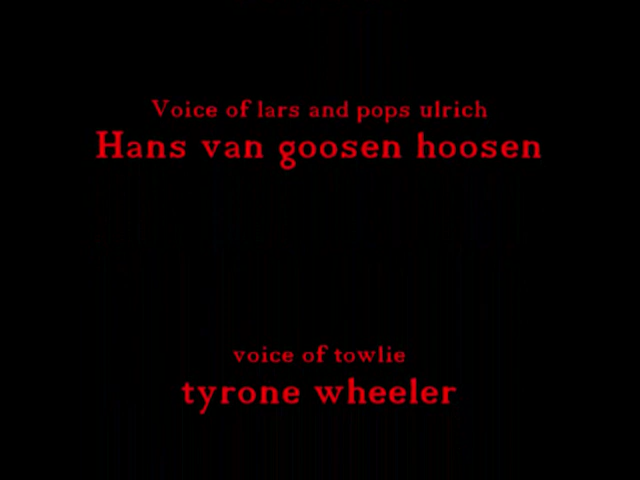 Voice of lars and pops ulrich
Hans van goosen hoosen
voice of towlie
tyrone wheeler